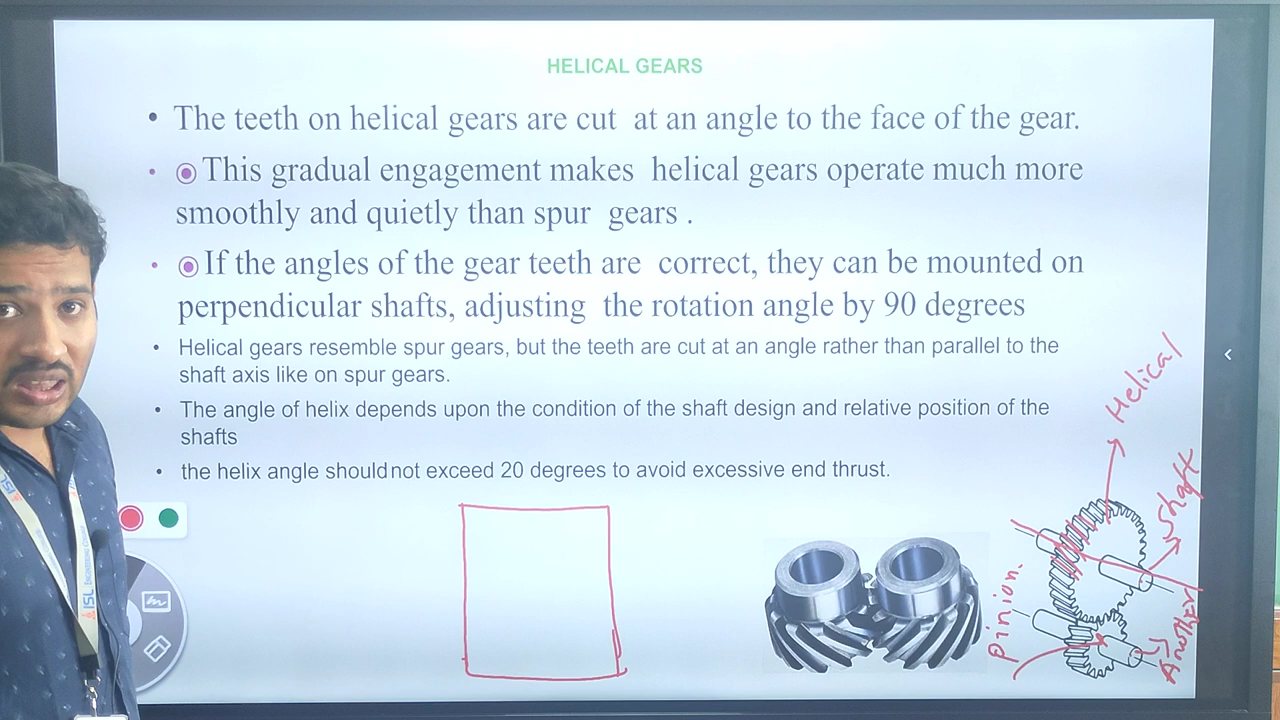 HELICAL GEARS
• The teeth on helical gears are cut at an angle to the face of the gear.
• This gradual engagement makes helical gears operate much more
smoothly and quietly than spur gears .
• If the angles of the gear teeth are correct, they can be mounted on
perpendicular shafts, adjusting the rotation angle by 90 degrees
• Helical gears resemble spur gears, but the teeth are cut at an angle rather than parallel to the
shaft axis like on spur gears.
• The angle of helix depends upon the condition of the shaft design and relative position of the
shafts
• the helix angle should not exceed 20 degrees to avoid excessive end thrust.
Helical
Shaft
pinion.
Another
ISL
ISL